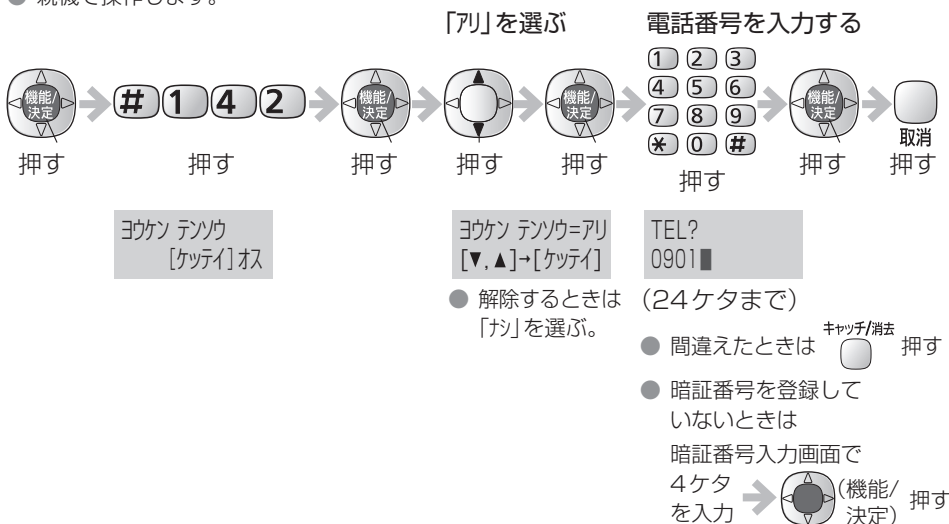 ● 親機で操作します。
「アリ」を選ぶ
電話番号を入力する
機能/決定
# 1 4 2
機能/決定
機能/決定
1 2 3
4 5 6
7 8 9
* 0 #
機能/決定
取消
押す 押す 押す 押す 押す 押す 押す 押す
ヨウケン テンソウ
[ケッテイ]オス
ヨウケン テンソウ=アリ
[▼,▲]→[ケッテイ]
● 解除するときは
「ナシ」を選ぶ。
TEL?
0901
(24ケタまで)
● 間違えたときは キャッチ/消去 押す
● 暗証番号を登録して
いないときは
暗証番号入力画面で
4ケタ
を入力
(機能/
決定) 押す